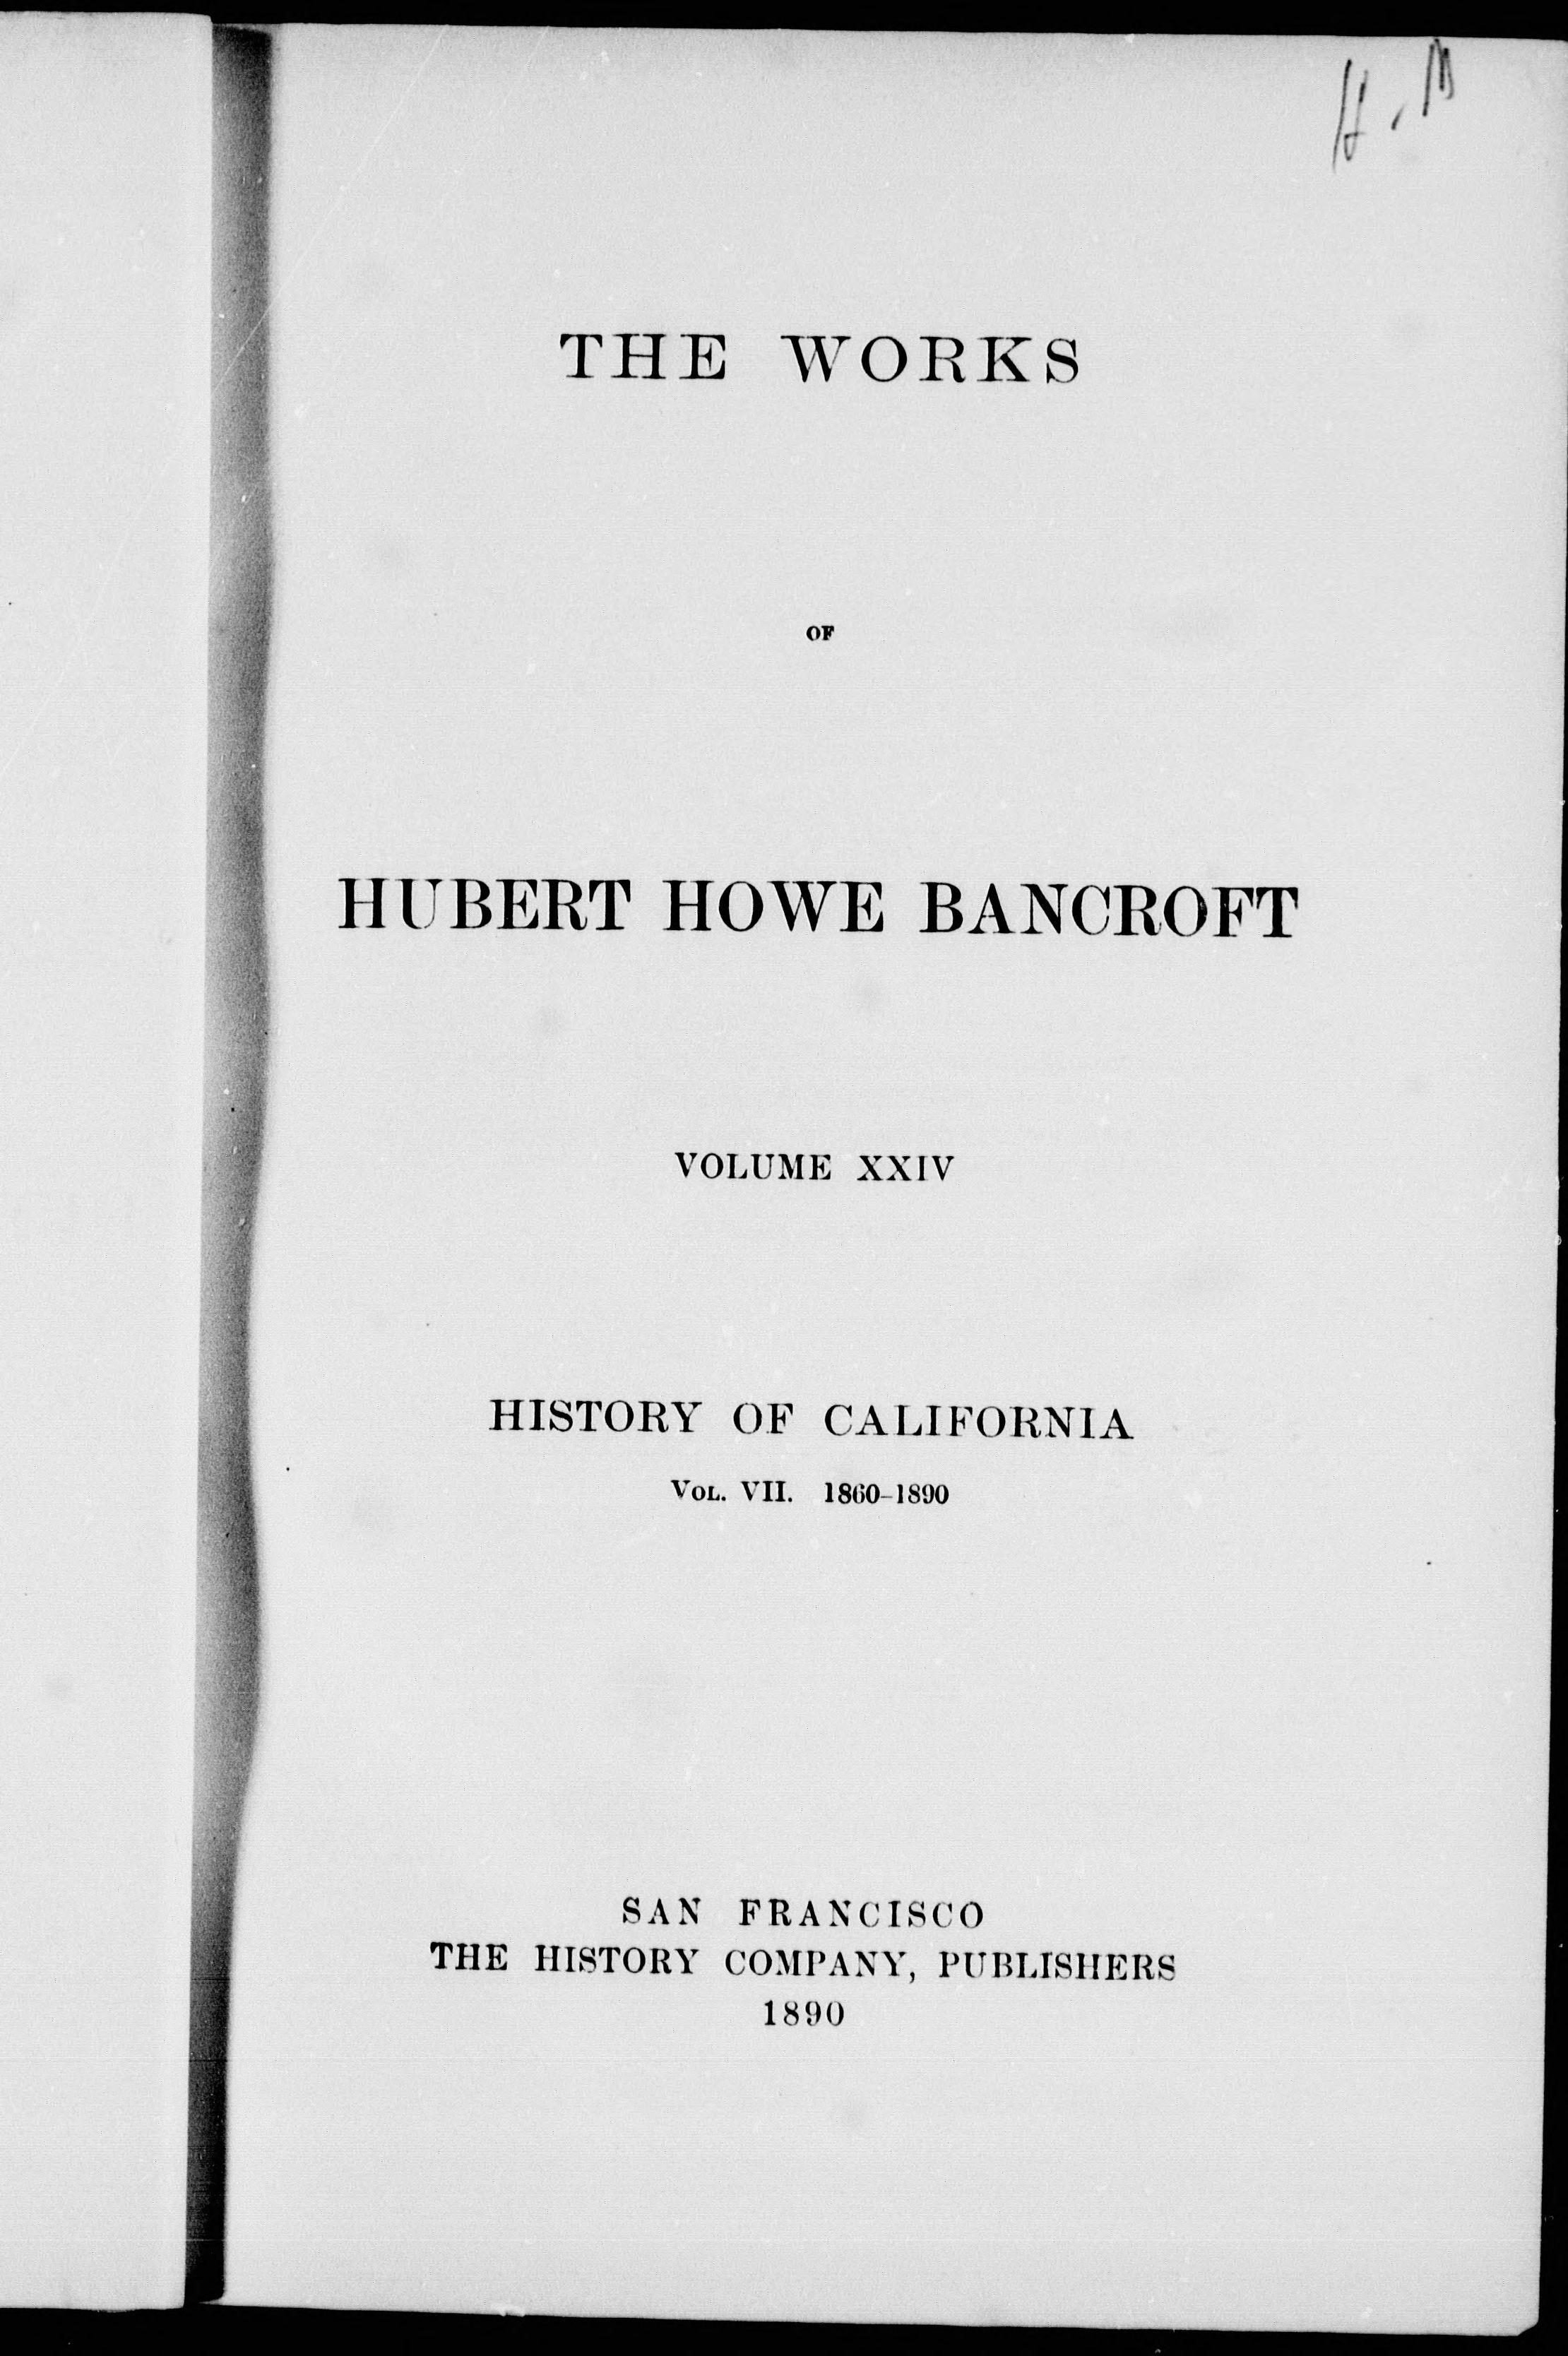 THE WORKS
OF
HUBERT HOWE BANCROFT
VOLUME XXIV
HISTORY OF CALIFORNIA
VOL. VII. 1860-1890
SAN FRANCISCO
THE HISTORY COMPANY, PUBLISHERS
1890